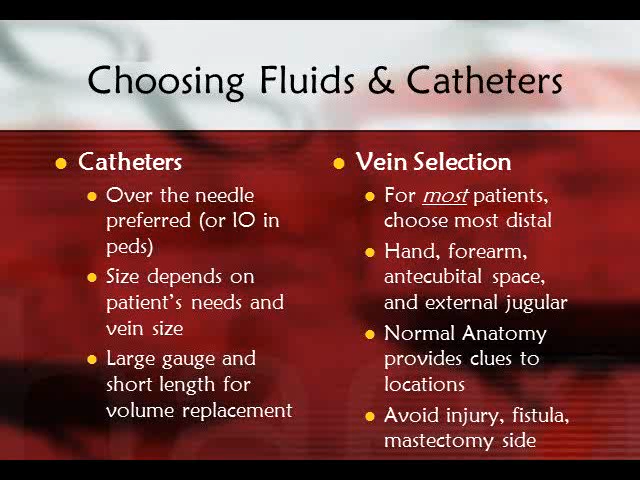 Choosing Fluids & Catheters
Catheters
Over the needle
preferred (or IO in
peds)
Size depends on
patient's needs and
vein size
Large gauge and
short length for
volume replacement
Vein Selection
For most patients,
choose most distal
Hand, forearm,
antecubital space,
and external jugular
Normal Anatomy
provides clues to
locations
Avoid injury, fistula,
mastectomy side